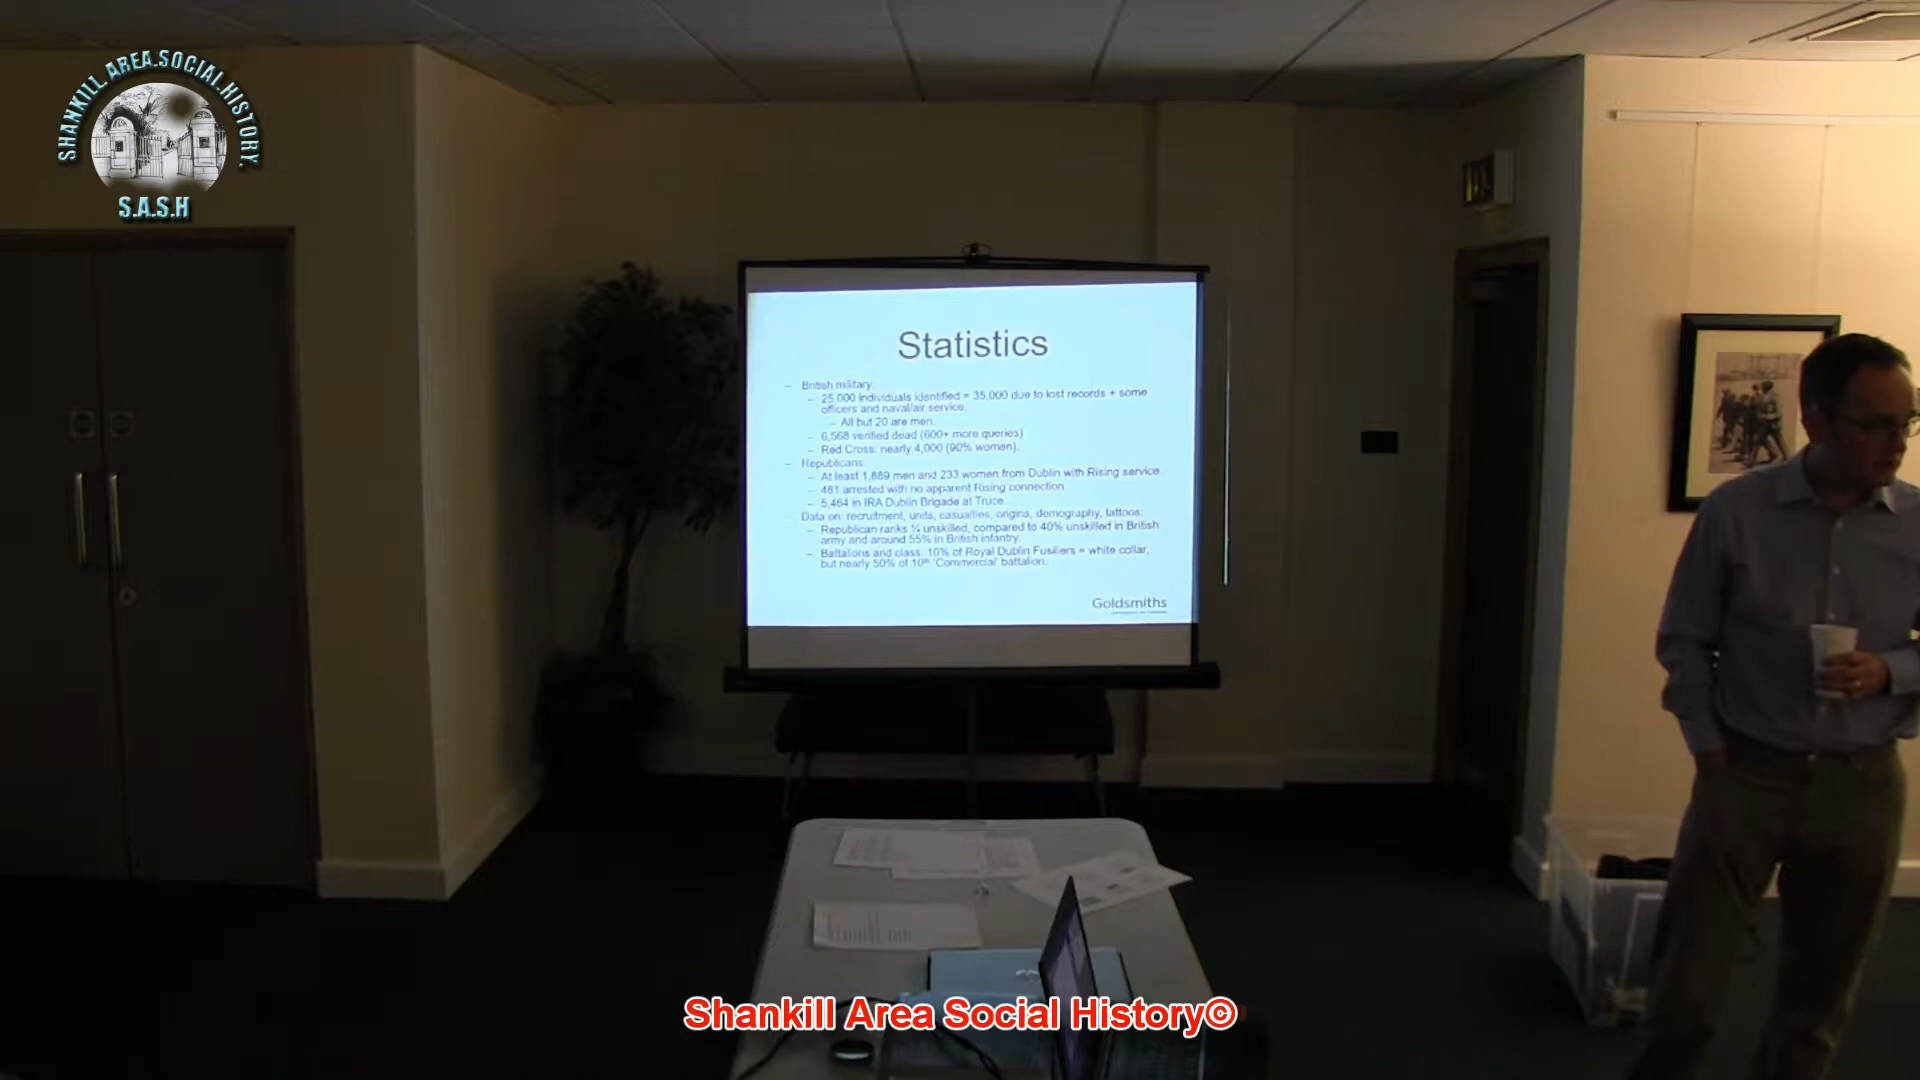 SHANKILL.AREA.SOCIAL.HISTORY.
S.A.S.H
Statistics
– British military:
– 25,000 individuals identified = 35,000 due to lost records + some
officers and naval/air service.
– All but 20 are men.
– 6,568 verified dead (600+ more queries)
– Red Cross: nearly 4,000 (90% women).
– Republicans:
– At least 1,689 men and 233 women from Dublin with Rising service.
– 481 arrested with no apparent Rising connection
– 5,464 in IRA Dublin Brigade at Truce.
– Data on: recruitment, units, casualties, origins, demography, tattoos:
– Republican ranks ¼ unskilled, compared to 40% unskilled in British
army and around 55% in British infantry.
– Battalions and class: 10% of Royal Dublin Fusiliers = white collar,
but nearly 50% of 10th 'Commercial' battalion.
Goldsmiths
Shankill Area Social History©